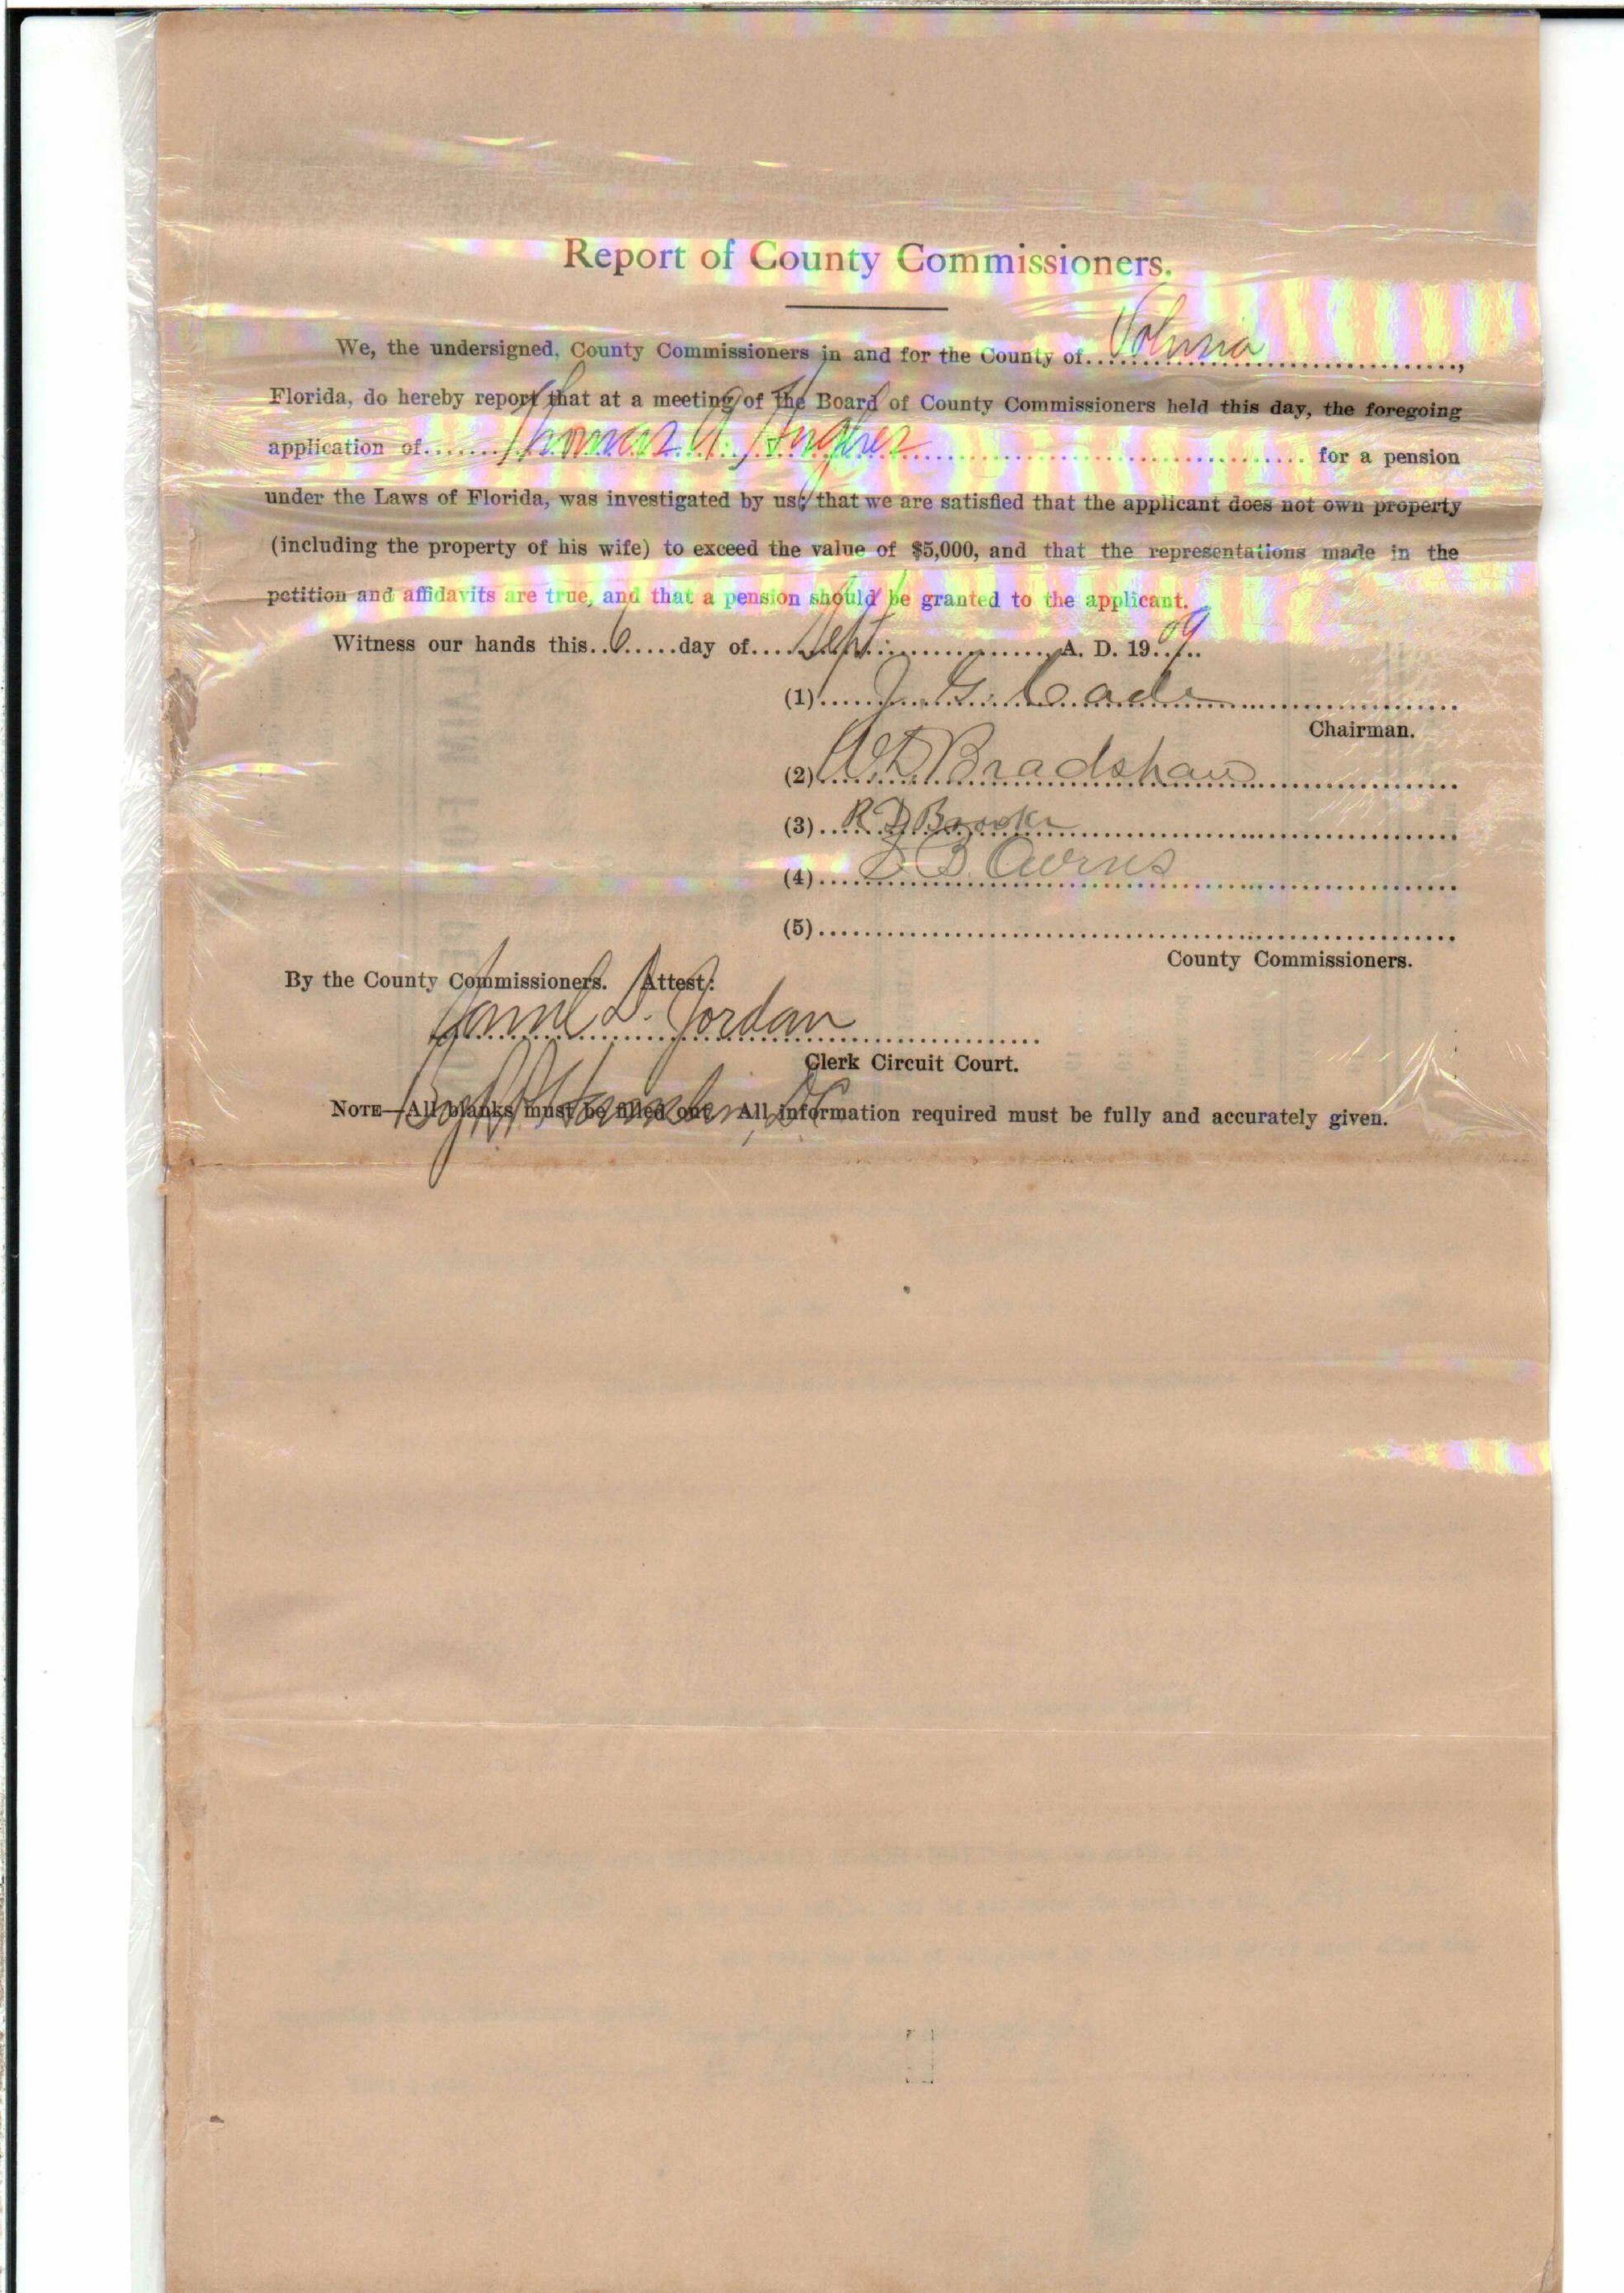 Report of County Commissioners.
We, the undersigned, County Commissioners in and for the County of Volusia,
Florida, do hereby report that at a meeting of the Board of County Commissioners held this day, the foregoing
application of Thomas A. Hughes for a pension
under the Laws of Florida, was investigated by us; that we are satisfied that the applicant does not own property
(including the property of his wife) to exceed the value of $5,000, and that the representations made in the
petition and affidavits are true, and that a pension should be granted to the applicant.
Witness our hands this 6 day of Sept. A. D. 1909
(1) J. G. Cade
Chairman.
(2) Bradshaw
(3) R D Brooke
(4) B.
(5)
County Commissioners.
By the County Commissioners. Attest:
Saml D. Jordan
Clerk Circuit Court.
By Hamlin, D C
NOTE—All blanks must be filled out. All information required must be fully and accurately given.